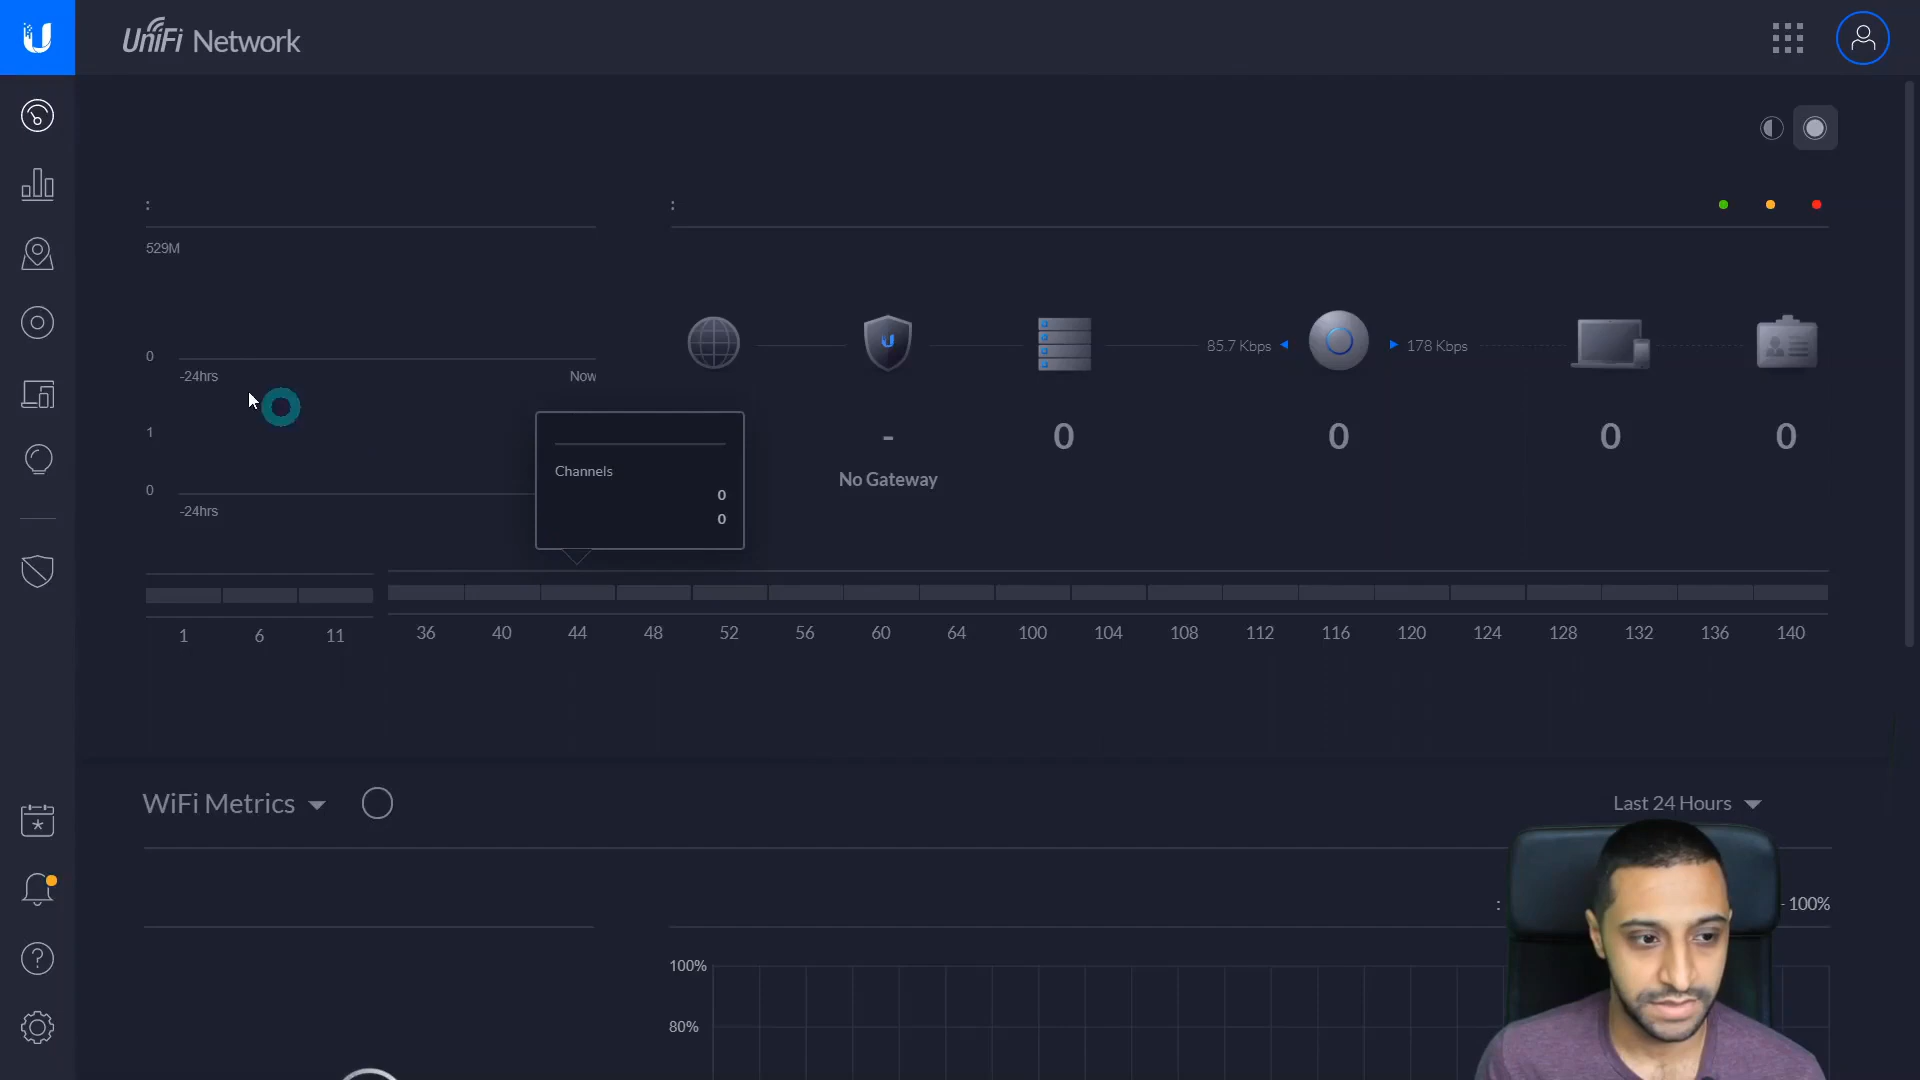 UniFi Network
:
:
529M
0
-24hrs
Now
85.7 Kbps
178 Kbps
1
0
-24hrs
Channels
0
0
-
No Gateway
0
0
0
0
1 6 11 36 40 44 48 52 56 60 64 100 104 108 112 116 120 124 128 132 136 140
WiFi Metrics
Last 24 Hours
:
- 100%
100%
80%